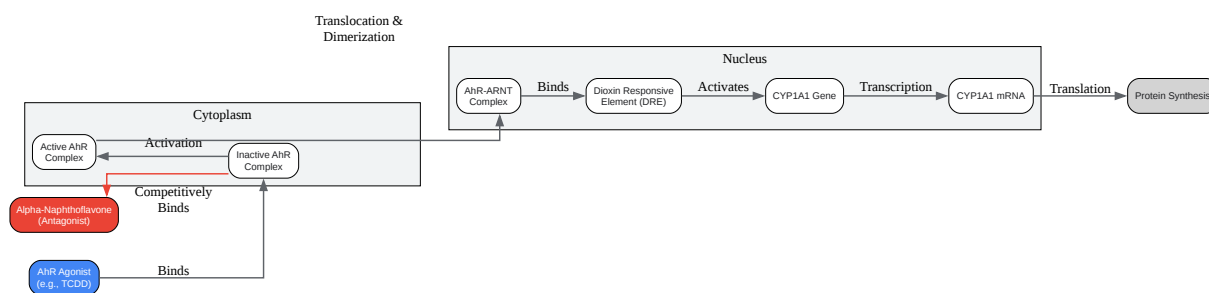 Translocation &
Dimerization
Nucleus
AhR-ARNT
Complex
Binds
Dioxin Responsive
Element (DRE)
Activates
CYP1A1 Gene
Transcription
CYP1A1 mRNA
Translation
Protein Synthesis
Cytoplasm
Active AhR
Complex
Activation
Inactive AhR
Complex
Competitively
Binds
Alpha-Naphthoflavone
(Antagonist)
AhR Agonist
(e.g., TCDD)
Binds